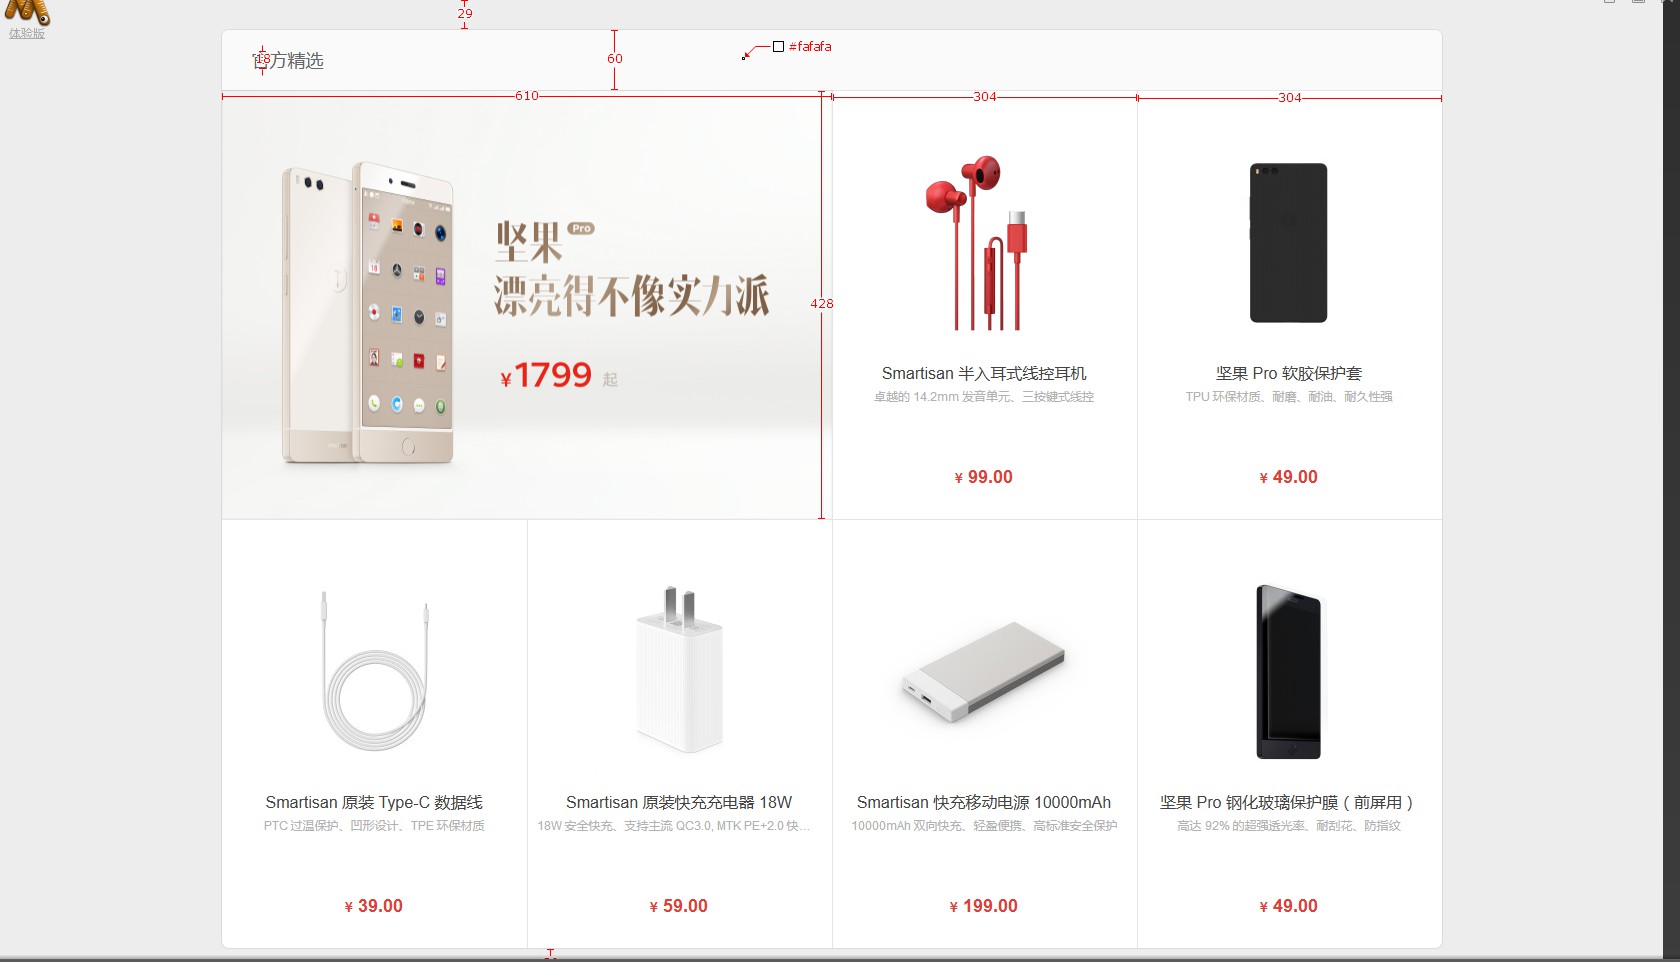 29
体验版
官方精选
18
60
#fafafa
610
304
304
428
坚果 Pro
漂亮得不像实力派
¥1799 起
Smartisan 半入耳式线控耳机
卓越的 14.2mm 发音单元、三按键式线控
¥ 99.00
坚果 Pro 软胶保护套
TPU 环保材质、耐磨、耐油、耐久性强
¥ 49.00
Smartisan 原装 Type-C 数据线
PTC 过温保护、凹形设计、TPE 环保材质
¥ 39.00
Smartisan 原装快充充电器 18W
18W 安全快充、支持主流 QC3.0, MTK PE+2.0 快...
¥ 59.00
Smartisan 快充移动电源 10000mAh
10000mAh 双向快充、轻盈便携、高标准安全保护
¥ 199.00
坚果 Pro 钢化玻璃保护膜（前屏用）
高达 92% 的超强透光率、耐刮花、防指纹
¥ 49.00